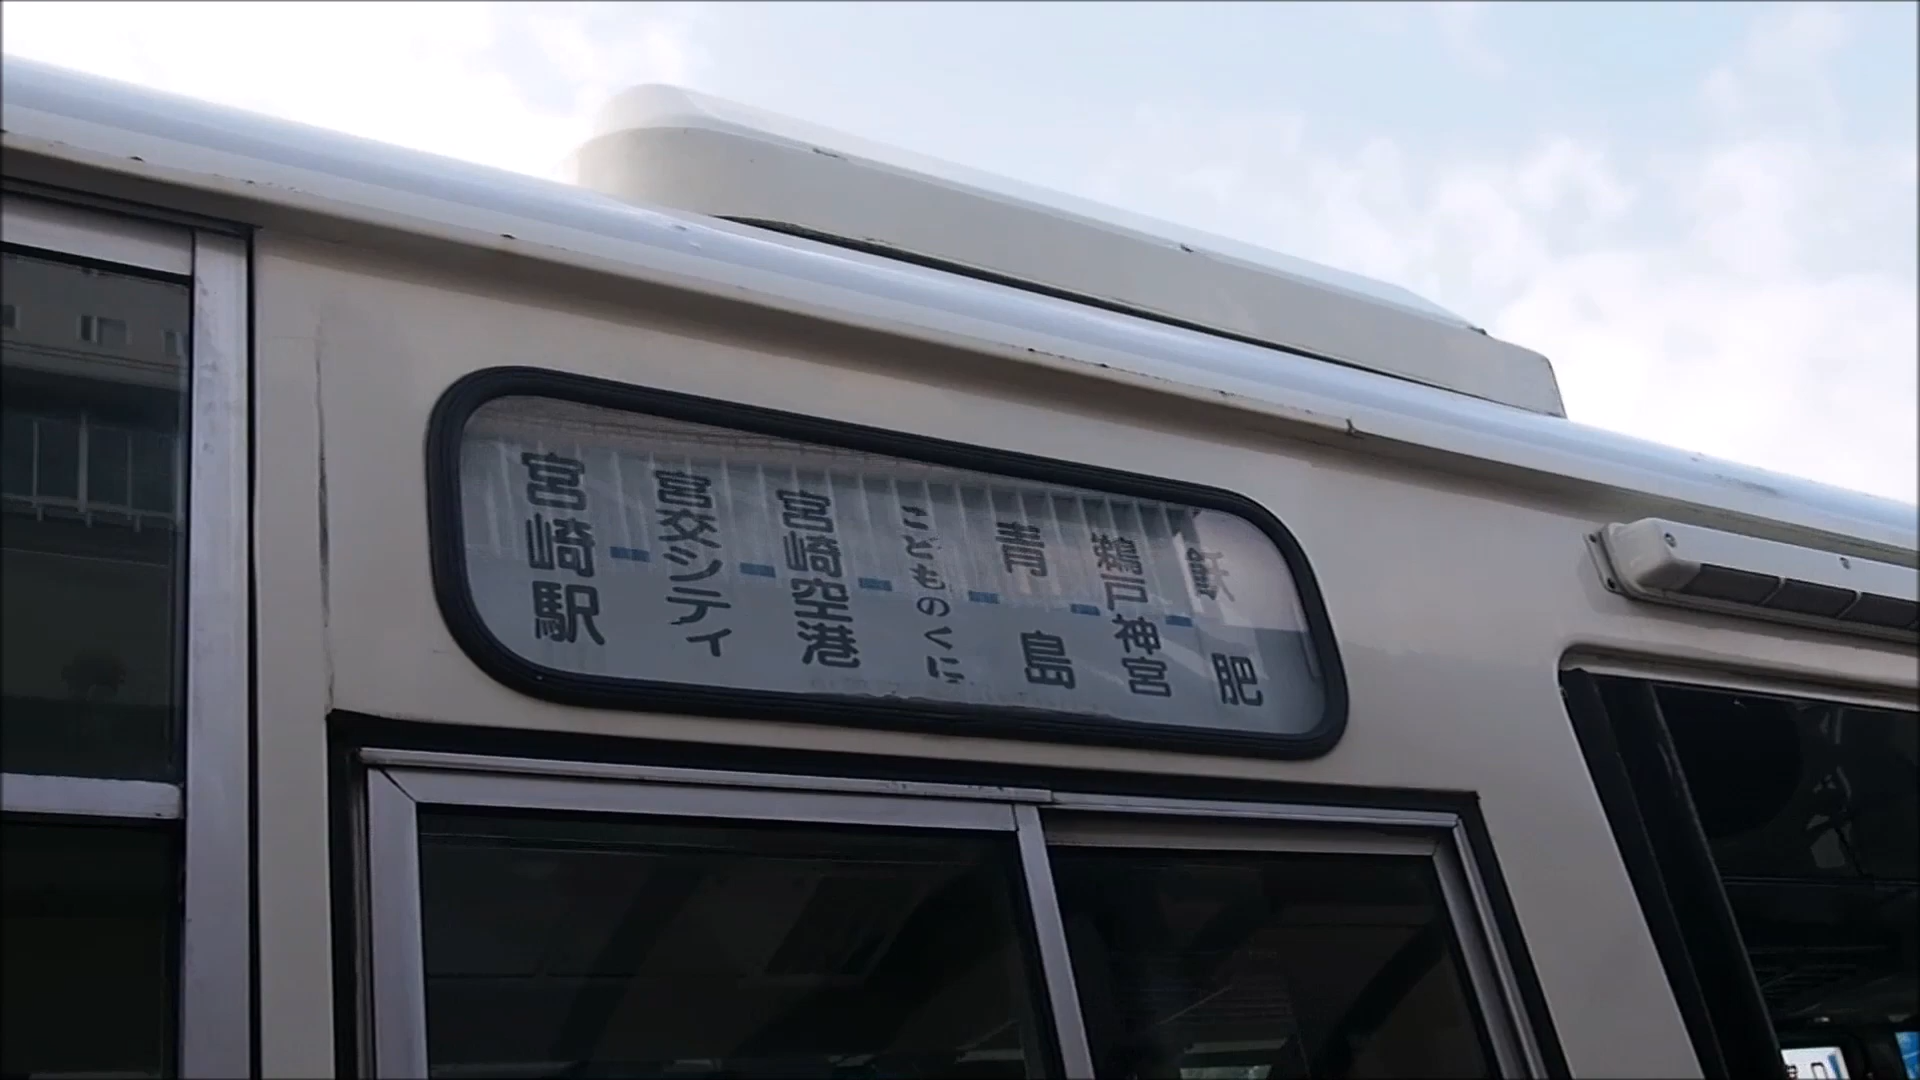 宮崎駅
宮交シティ
宮崎空港
こどものくに
青島
鵜戸神宮
飫肥